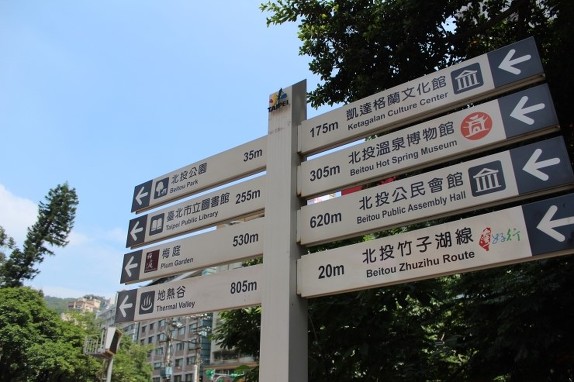 TAIPEI
北投公園 35m
Beitou Park
臺北市立圖書館 255m
Taipei Public Library
梅庭 530m
Plum Garden
地熱谷 805m
Thermal Valley
175m 凱達格蘭文化館
Ketagalan Culture Center
305m 北投溫泉博物館
Beitou Hot Spring Museum
620m 北投公民會館
Beitou Public Assembly Hall
20m 北投竹子湖線
Beitou Zhuzihu Route